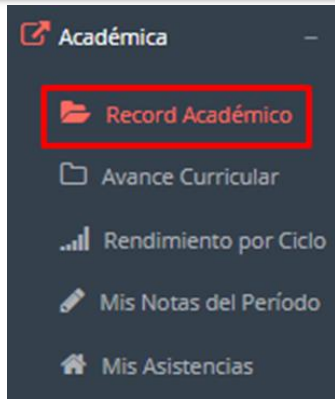 Académica
Record Académico
Avance Curricular
Rendimiento por Ciclo
Mis Notas del Período
Mis Asistencias